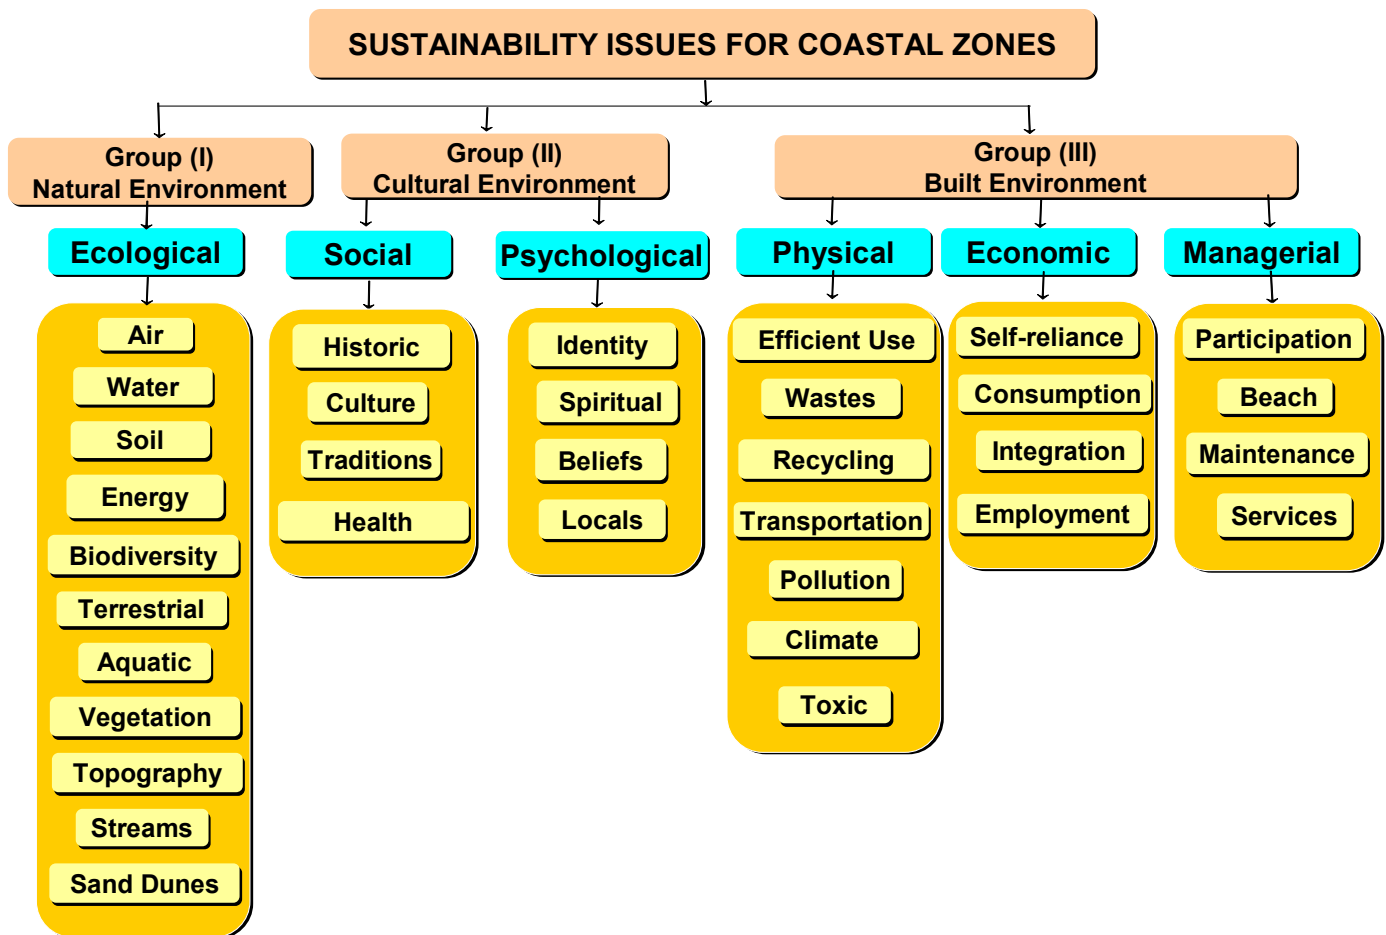 SUSTAINABILITY ISSUES FOR COASTAL ZONES
Group (I)
Natural Environment
Group (II)
Cultural Environment
Group (III)
Built Environment
Ecological
Social
Psychological
Physical
Economic
Managerial
Air
Water
Soil
Energy
Biodiversity
Terrestrial
Aquatic
Vegetation
Topography
Streams
Sand Dunes
Historic
Culture
Traditions
Health
Identity
Spiritual
Beliefs
Locals
Efficient Use
Wastes
Recycling
Transportation
Pollution
Climate
Toxic
Self-reliance
Consumption
Integration
Employment
Participation
Beach
Maintenance
Services